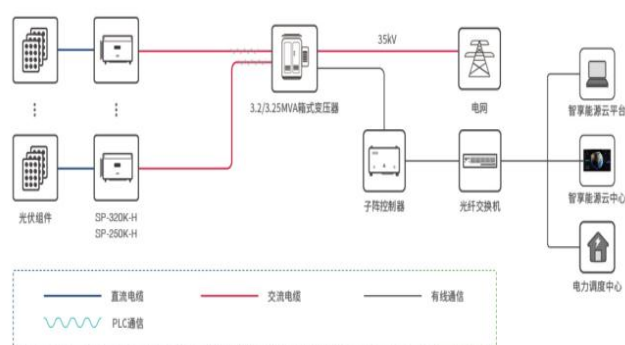 35kV
3.2/3.25MVA箱式变压器
电网
智享能源云平台
子阵控制器
光纤交换机
智享能源云中心
光伏组件
SP-320K-H
SP-250K-H
电力调度中心
直流电缆
交流电缆
有线通信
PLC通信